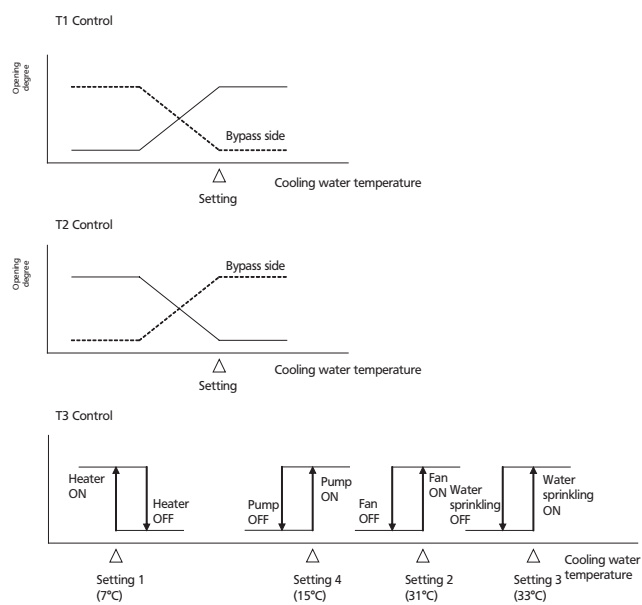 T1 Control
Opening
degree
Bypass side
Cooling water temperature
Setting
T2 Control
Opening
degree
Bypass side
Cooling water temperature
Setting
T3 Control
Heater
ON
Heater
OFF
Pump
OFF
Pump
ON
Fan
OFF
Fan
ON
Water
sprinkling
OFF
Water
sprinkling
ON
Cooling water
temperature
Setting 1
(7°C)
Setting 4
(15°C)
Setting 2
(31°C)
Setting 3
(33°C)